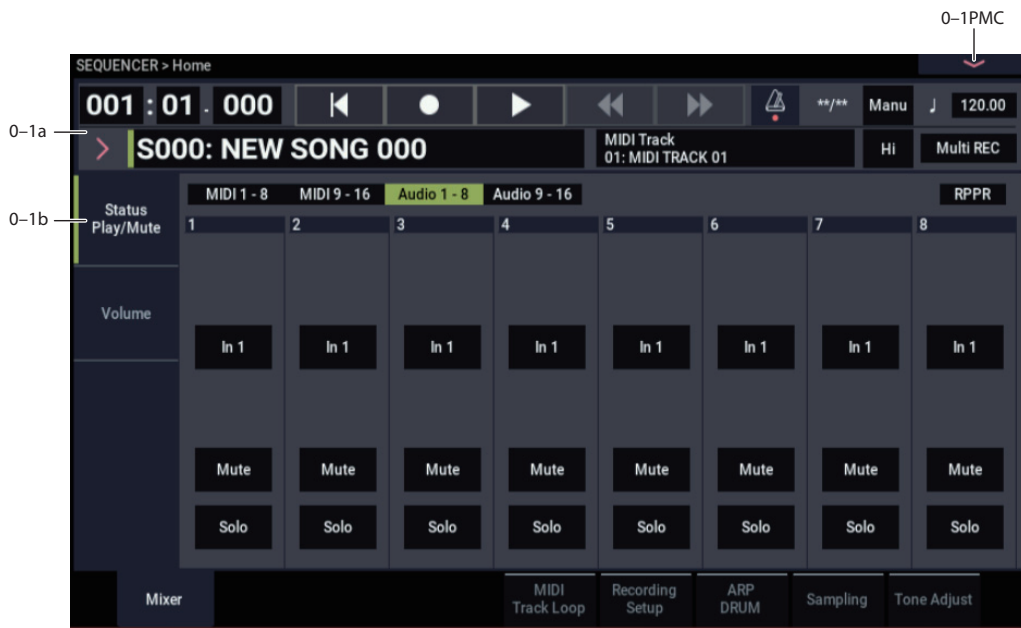 0–1PMC
SEQUENCER > Home
001 : 01 . 000
**/**
Manu
♩ 120.00
0–1a
S000: NEW SONG 000
MIDI Track
01: MIDI TRACK 01
Hi
Multi REC
0–1b
Status
Play/Mute
MIDI 1 - 8
MIDI 9 - 16
Audio 1 - 8
Audio 9 - 16
RPPR
1 2 3 4 5 6 7 8
Volume
In 1 In 1 In 1 In 1 In 1 In 1 In 1 In 1
Mute Mute Mute Mute Mute Mute Mute Mute
Solo Solo Solo Solo Solo Solo Solo Solo
Mixer
MIDI
Track Loop
Recording
Setup
ARP
DRUM
Sampling
Tone Adjust